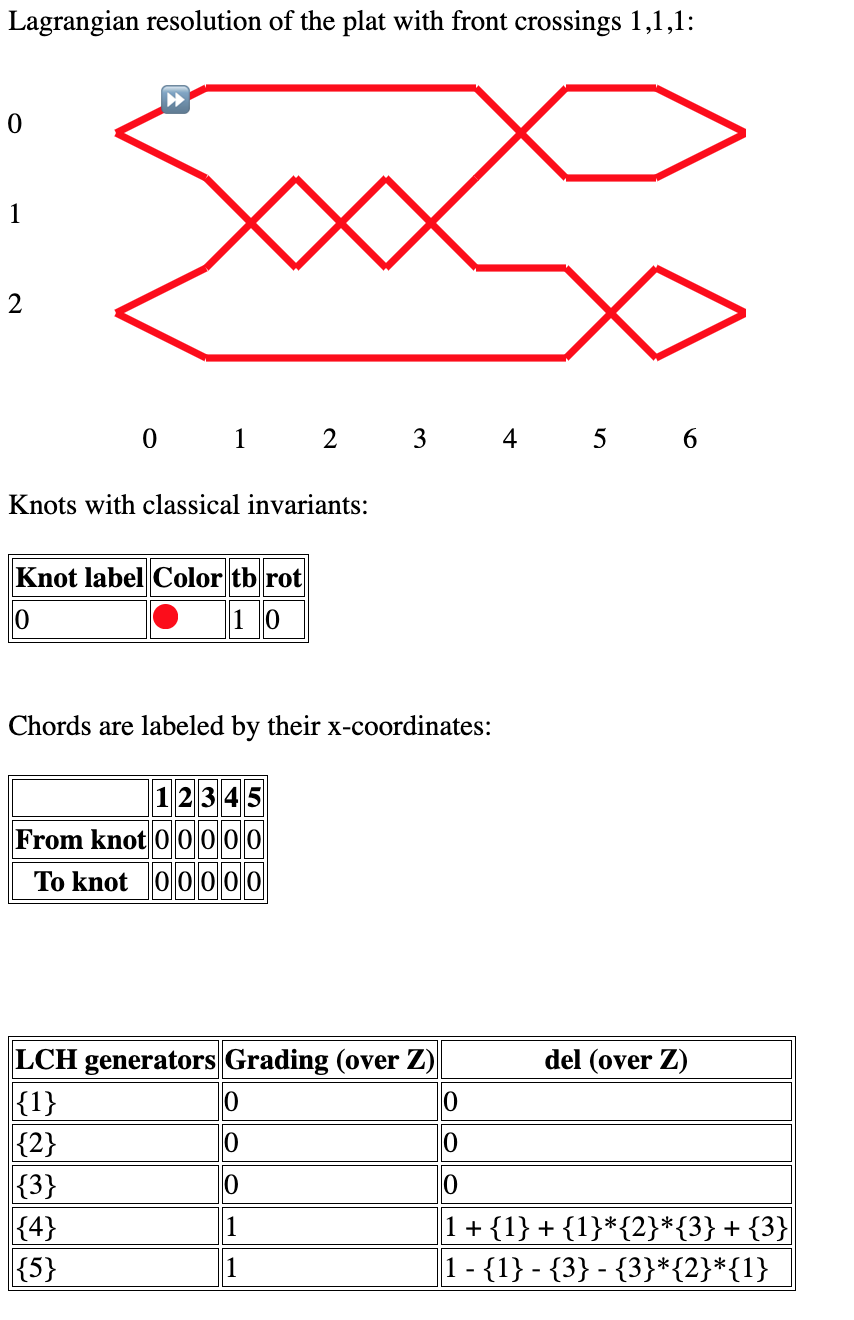 Lagrangian resolution of the plat with front crossings 1,1,1:
0
1
2
0 1 2 3 4 5 6
Knots with classical invariants:
Knot label Color tb rot
0 1 0
Chords are labeled by their x-coordinates:
1 2 3 4 5
From knot 0 0 0 0 0
To knot 0 0 0 0 0
LCH generators Grading (over Z) del (over Z)
{1} 0 0
{2} 0 0
{3} 0 0
{4} 1 1 + {1} + {1}*{2}*{3} + {3}
{5} 1 1 - {1} - {3} - {3}*{2}*{1}